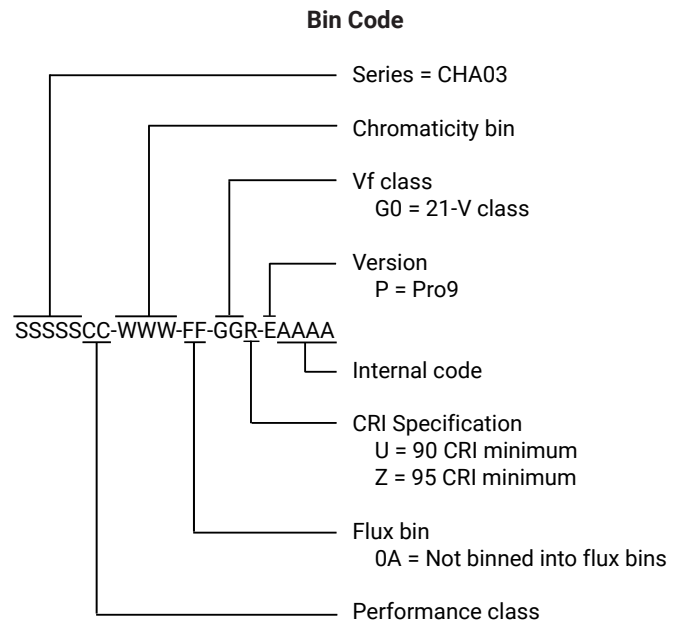 Bin Code
Series = CHA03
Chromaticity bin
Vf class
G0 = 21-V class
Version
P = Pro9
SSSSSCC-WWW-FF-GGR-EAAAA
Internal code
CRI Specification
U = 90 CRI minimum
Z = 95 CRI minimum
Flux bin
0A = Not binned into flux bins
Performance class